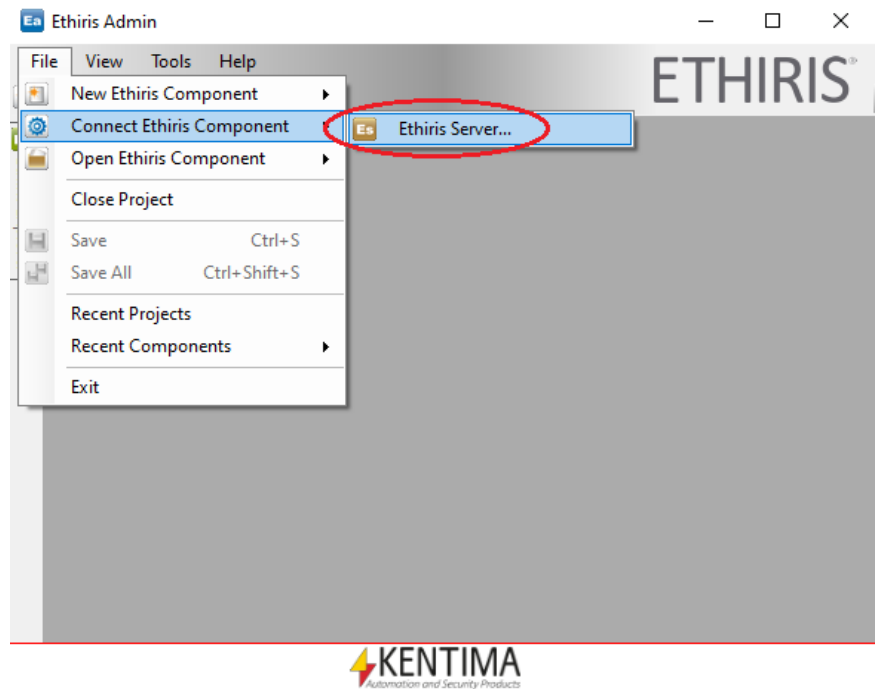 Ea Ethiris Admin
File View Tools Help
ETHIRIS®
New Ethiris Component
Connect Ethiris Component
Es Ethiris Server...
Open Ethiris Component
Close Project
Save Ctrl+S
Save All Ctrl+Shift+S
Recent Projects
Recent Components
Exit
KENTIMA
Automation and Security Products